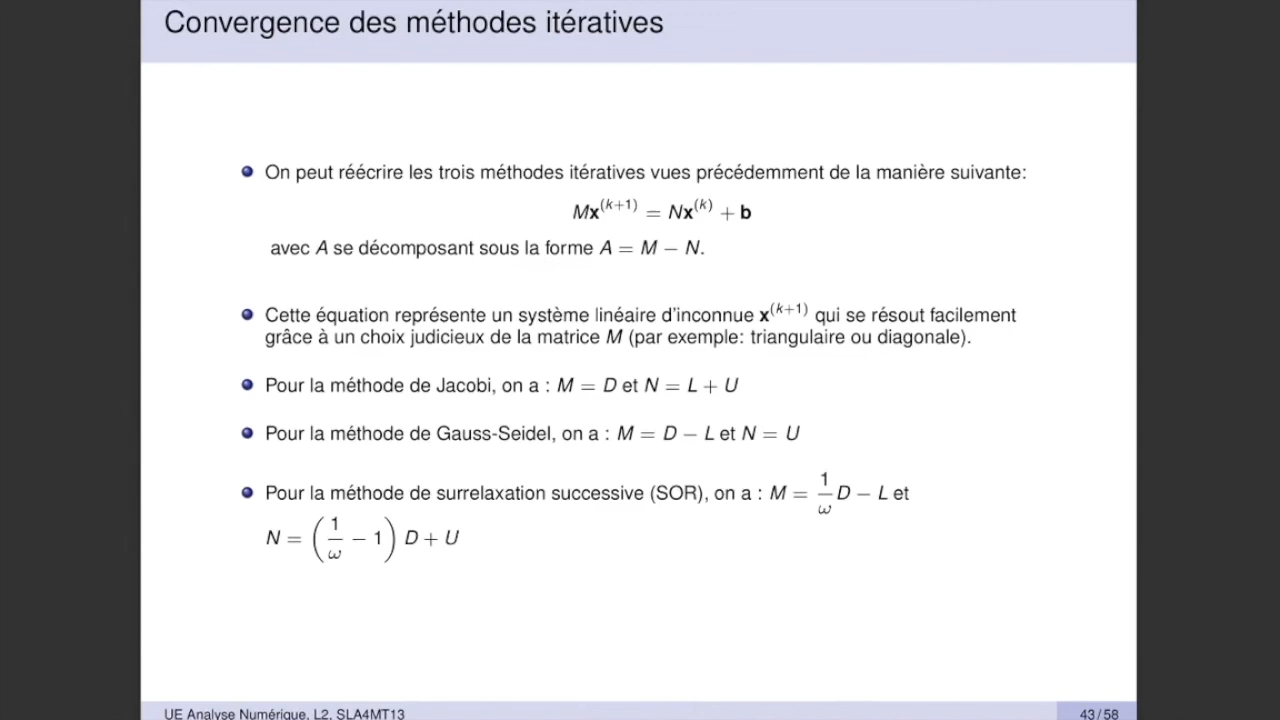 Convergence des méthodes itératives
On peut réécrire les trois méthodes itératives vues précédemment de la manière suivante:
Mx^(k+1) = Nx^(k) + b
avec A se décomposant sous la forme A = M − N.
Cette équation représente un système linéaire d'inconnue x^(k+1) qui se résout facilement
grâce à un choix judicieux de la matrice M (par exemple: triangulaire ou diagonale).
Pour la méthode de Jacobi, on a : M = D et N = L + U
Pour la méthode de Gauss-Seidel, on a : M = D − L et N = U
Pour la méthode de surrelaxation successive (SOR), on a : M = 1/ω D − L et
N = (1/ω − 1) D + U
UE Analyse Numérique, L2, SLA4MT13
43/58